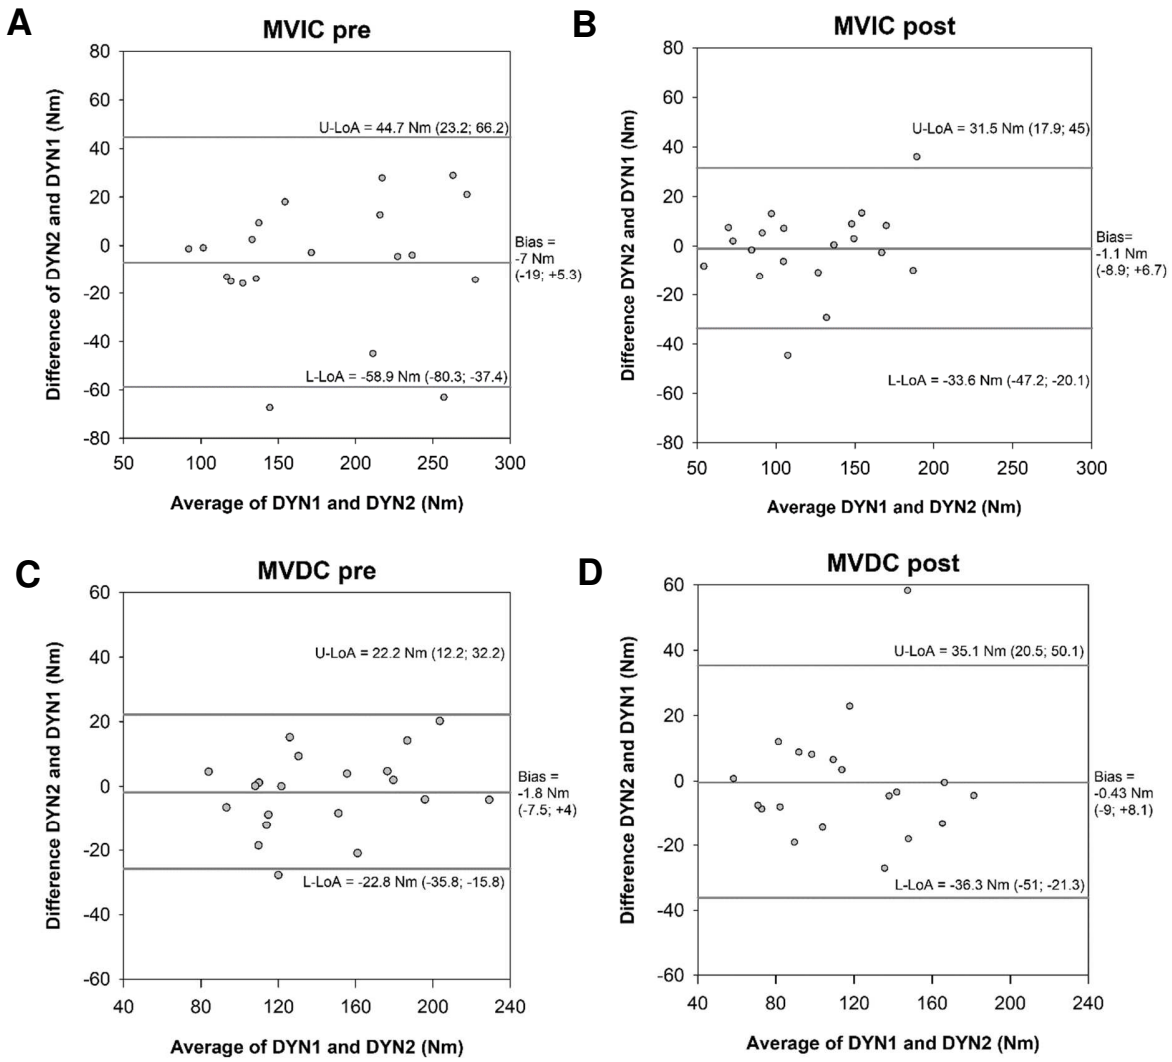 A
MVIC pre
Difference of DYN2 and DYN1 (Nm)
80
60
40
20
0
-20
-40
-60
-80
U-LoA = 44.7 Nm (23.2; 66.2)
Bias =
-7 Nm
(-19; +5.3)
L-LoA = -58.9 Nm (-80.3; -37.4)
50 100 150 200 250 300
Average of DYN1 and DYN2 (Nm)
B
MVIC post
Difference DYN2 and DYN1 (Nm)
80
60
40
20
0
-20
-40
-60
-80
U-LoA = 31.5 Nm (17.9; 45)
Bias=
-1.1 Nm
(-8.9; +6.7)
L-LoA = -33.6 Nm (-47.2; -20.1)
50 100 150 200 250 300
Average DYN1 and DYN2 (Nm)
C
MVDC pre
Difference DYN2 and DYN1 (Nm)
60
40
20
0
-20
-40
-60
U-LoA = 22.2 Nm (12.2; 32.2)
Bias =
-1.8 Nm
(-7.5; +4)
L-LoA = -22.8 Nm (-35.8; -15.8)
40 80 120 160 200 240
Average of DYN1 and DYN2 (Nm)
D
MVDC post
Difference DYN2 and DYN1 (Nm)
60
40
20
0
-20
-40
-60
U-LoA = 35.1 Nm (20.5; 50.1)
Bias =
-0.43 Nm
(-9; +8.1)
L-LoA = -36.3 Nm (-51; -21.3)
40 80 120 160 200 240
Average of DYN1 and DYN2 (Nm)